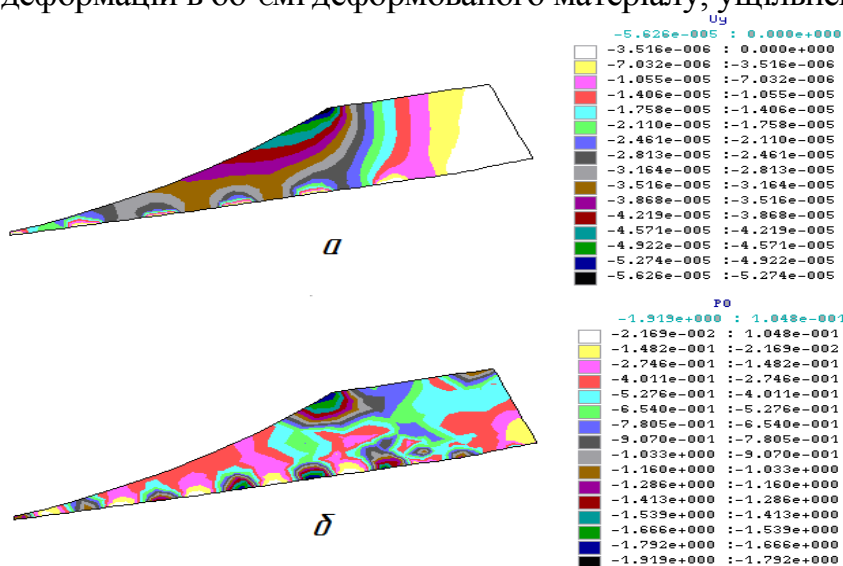 деформацій в об'ємі деформованого матеріалу, ущільнен
Uy
-5.626e-005 : 0.000e+000
-3.516e-006 : 0.000e+000
-7.032e-006 :-3.516e-006
-1.055e-005 :-7.032e-006
-1.406e-005 :-1.055e-005
-1.758e-005 :-1.406e-005
-2.110e-005 :-1.758e-005
-2.461e-005 :-2.110e-005
-2.813e-005 :-2.461e-005
-3.164e-005 :-2.813e-005
-3.516e-005 :-3.164e-005
-3.868e-005 :-3.516e-005
-4.219e-005 :-3.868e-005
-4.571e-005 :-4.219e-005
-4.922e-005 :-4.571e-005
-5.274e-005 :-4.922e-005
-5.626e-005 :-5.274e-005
а
P0
-1.919e+000 : 1.048e-001
-2.169e-002 : 1.048e-001
-1.482e-001 :-2.169e-002
-2.746e-001 :-1.482e-001
-4.011e-001 :-2.746e-001
-5.276e-001 :-4.011e-001
-6.540e-001 :-5.276e-001
-7.805e-001 :-6.540e-001
-9.070e-001 :-7.805e-001
-1.033e+000 :-9.070e-001
-1.160e+000 :-1.033e+000
-1.286e+000 :-1.160e+000
-1.413e+000 :-1.286e+000
-1.539e+000 :-1.413e+000
-1.666e+000 :-1.539e+000
-1.792e+000 :-1.666e+000
-1.919e+000 :-1.792e+000
б